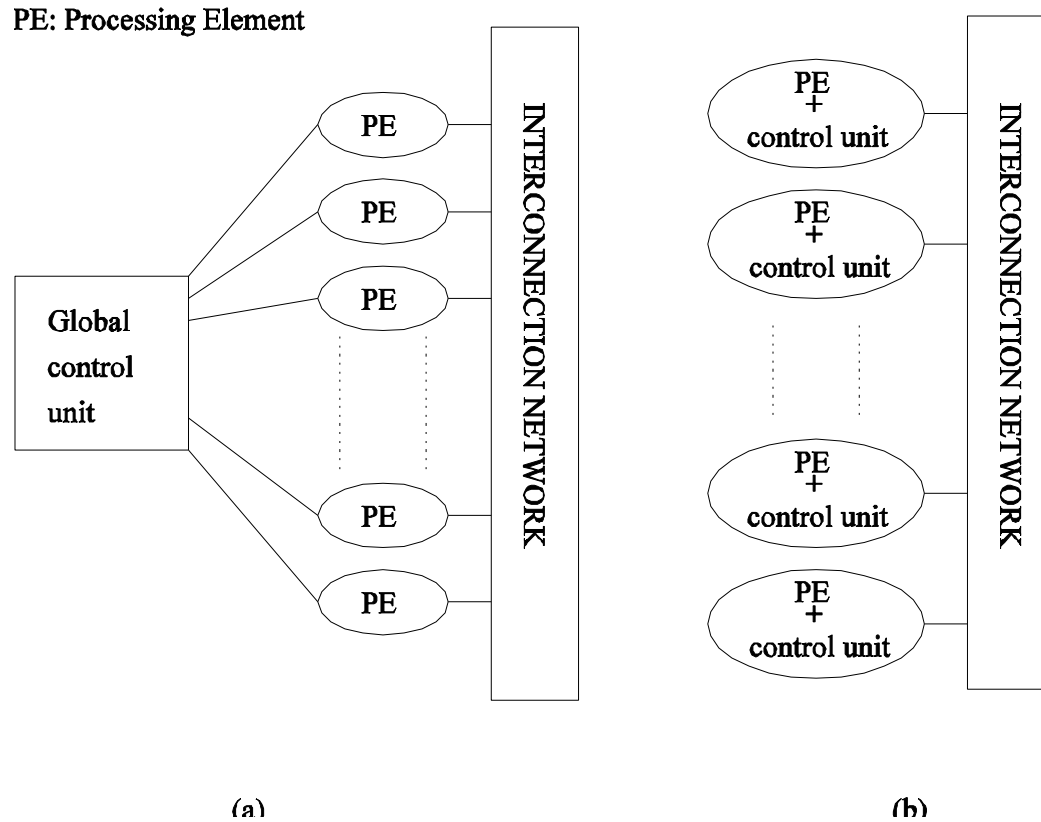 PE: Processing Element
Global
control
unit
PE
PE
PE
PE
PE
INTERCONNECTION NETWORK
(a)
PE
+
control unit
PE
+
control unit
PE
+
control unit
PE
+
control unit
INTERCONNECTION NETWORK
(b)